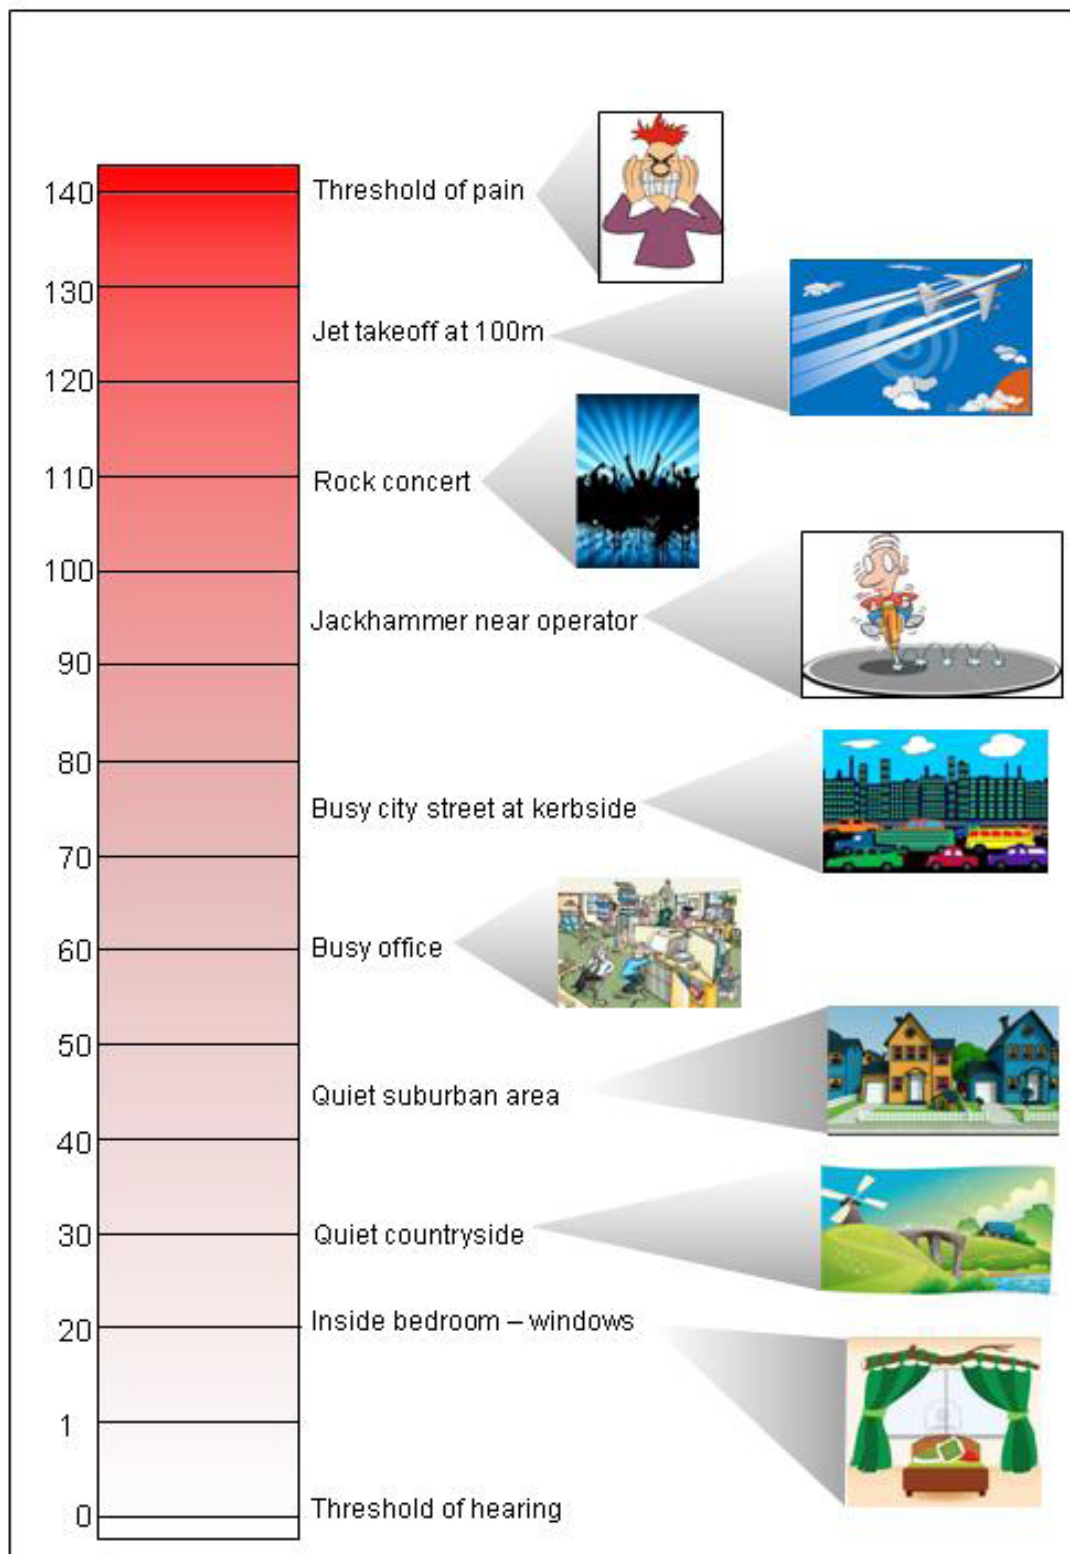 140
Threshold of pain
130
Jet takeoff at 100m
120
110
Rock concert
100
Jackhammer near operator
90
80
Busy city street at kerbside
70
60
Busy office
50
Quiet suburban area
40
30
Quiet countryside
20
Inside bedroom – windows
1
0
Threshold of hearing